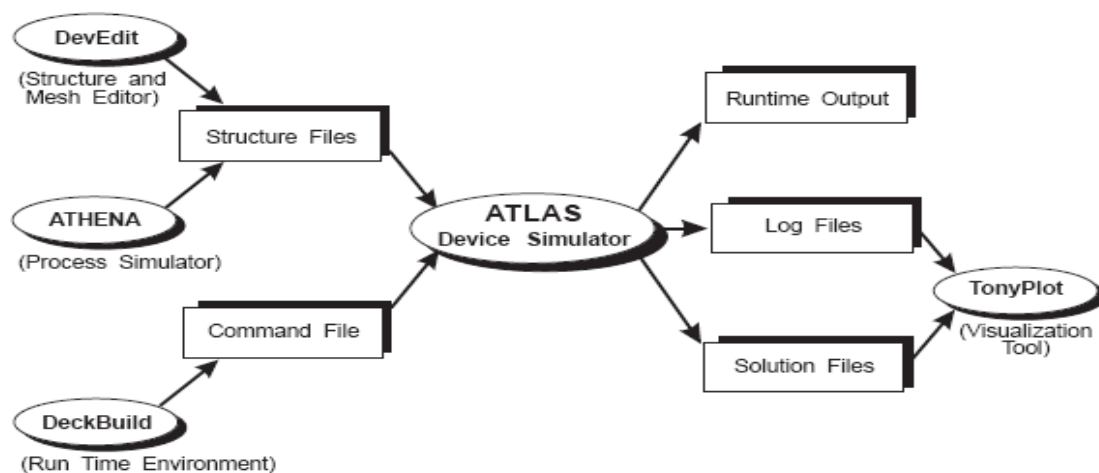 DevEdit
(Structure and
Mesh Editor)
Structure Files
ATHENA
(Process Simulator)
Command File
DeckBuild
(Run Time Environment)
ATLAS
Device Simulator
Runtime Output
Log Files
Solution Files
TonyPlot
(Visualization
Tool)